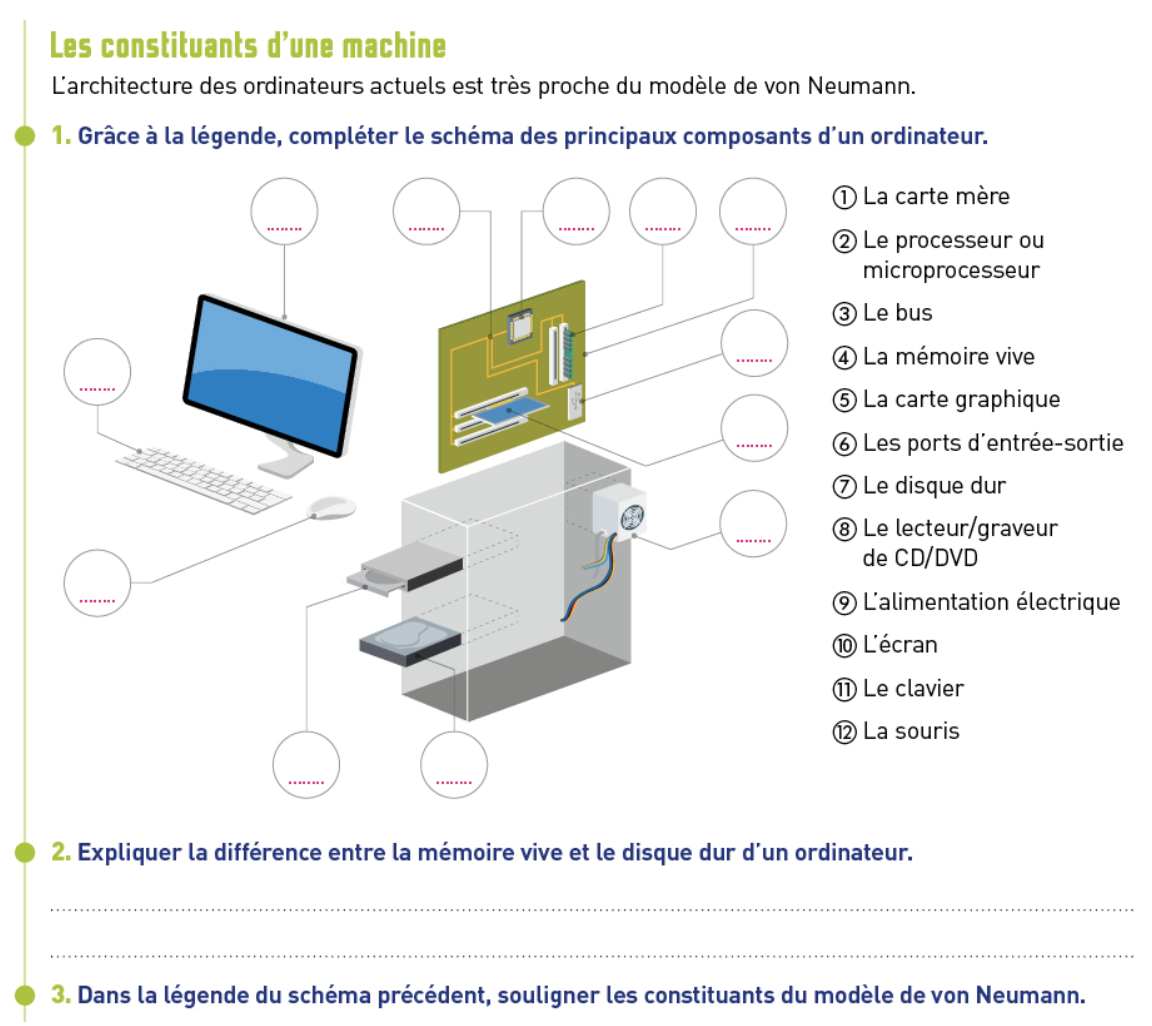 Les constituants d'une machine
L'architecture des ordinateurs actuels est très proche du modèle de von Neumann.
1. Grâce à la légende, compléter le schéma des principaux composants d'un ordinateur.
① La carte mère
② Le processeur ou
microprocesseur
③ Le bus
④ La mémoire vive
⑤ La carte graphique
⑥ Les ports d'entrée-sortie
⑦ Le disque dur
⑧ Le lecteur/graveur
de CD/DVD
⑨ L'alimentation électrique
⑩ L'écran
⑪ Le clavier
⑫ La souris
2. Expliquer la différence entre la mémoire vive et le disque dur d'un ordinateur.
3. Dans la légende du schéma précédent, souligner les constituants du modèle de von Neumann.